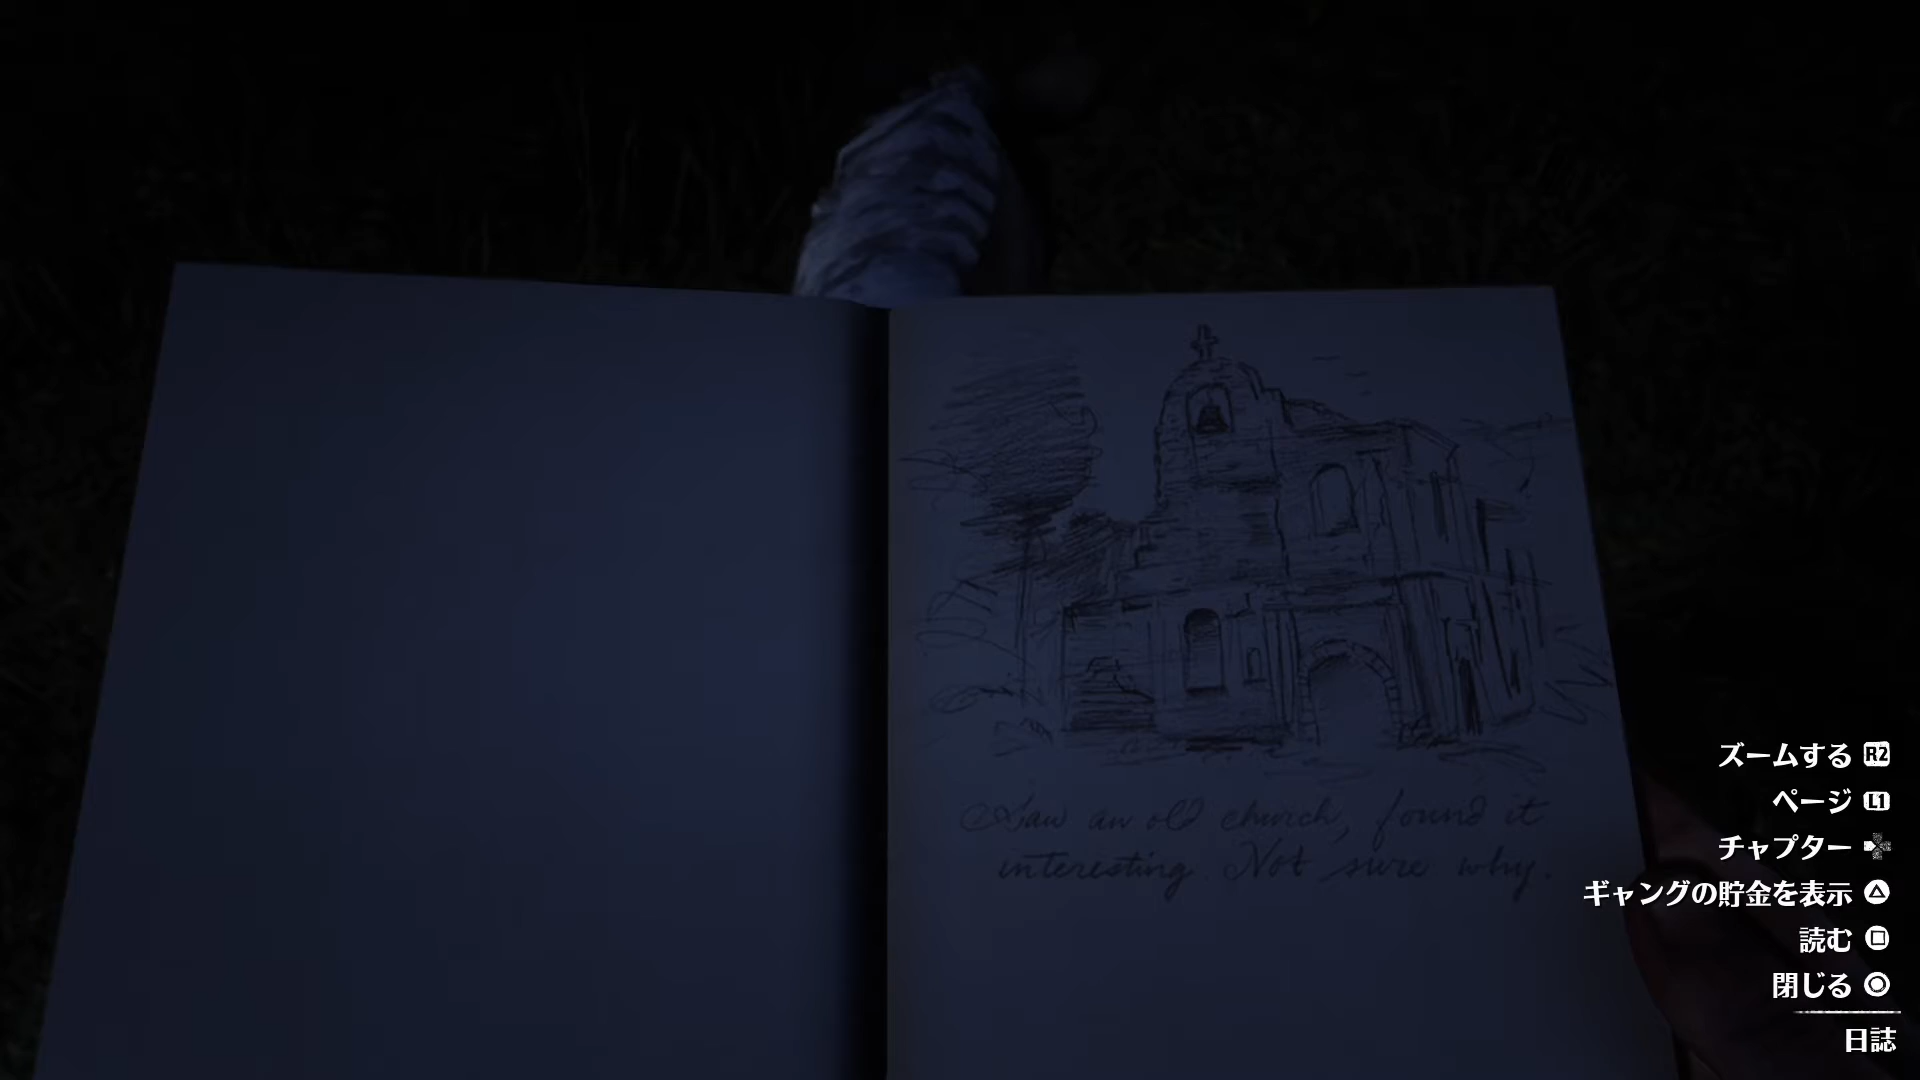 Saw an old church, found it
interesting. Not sure why.
ズームする R2
ページ L1
チャプター
ギャングの貯金を表示
読む
閉じる
日誌